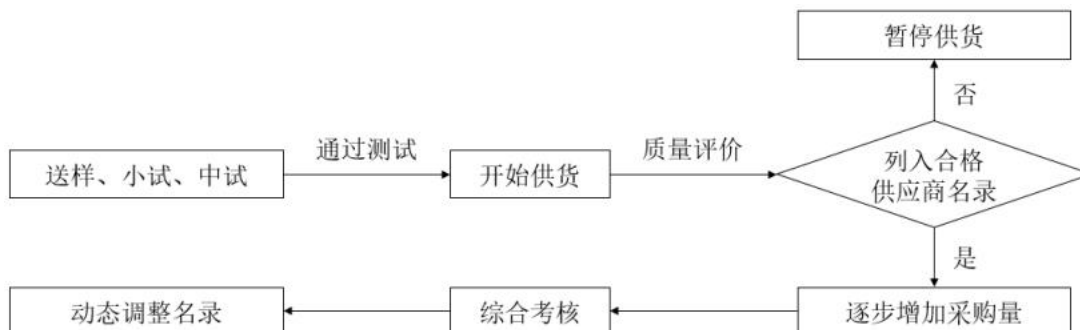 暂停供货
否
通过测试
质量评价
送样、小试、中试
开始供货
列入合格
供应商名录
是
动态调整名录
综合考核
逐步增加采购量